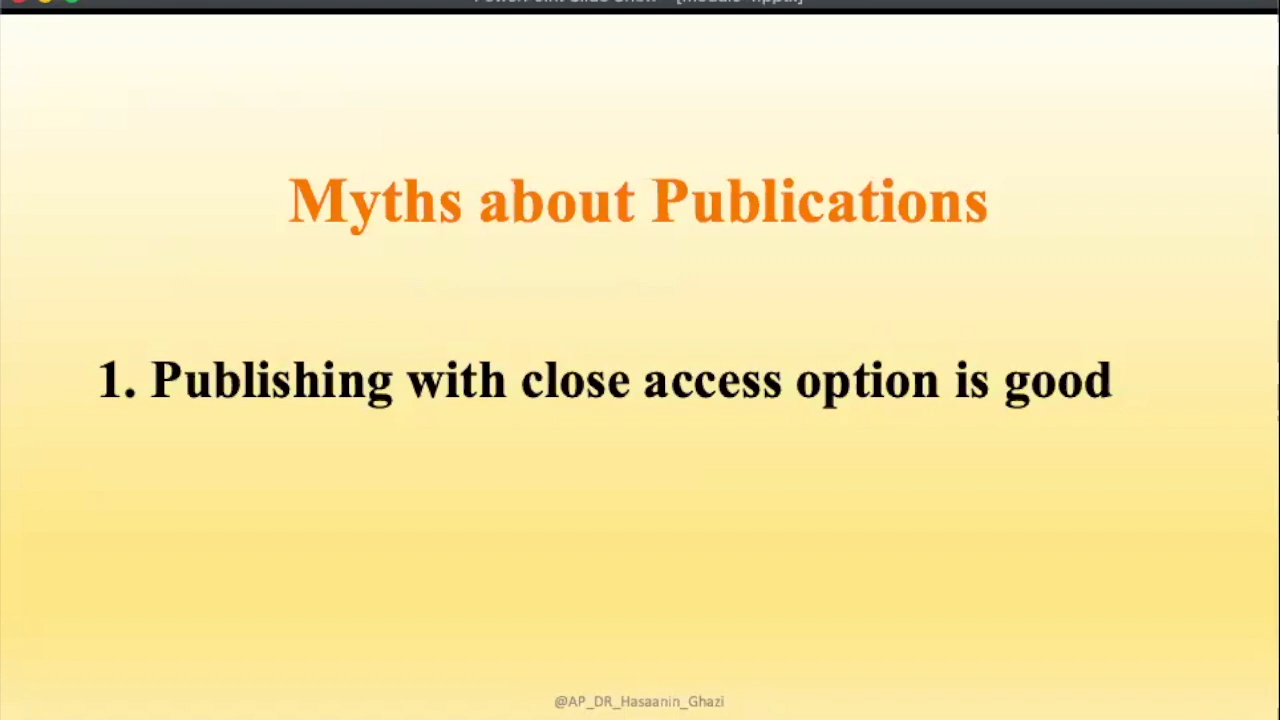 Myths about Publications
1. Publishing with close access option is good
@AP_DR_Hasaanin_Ghazi